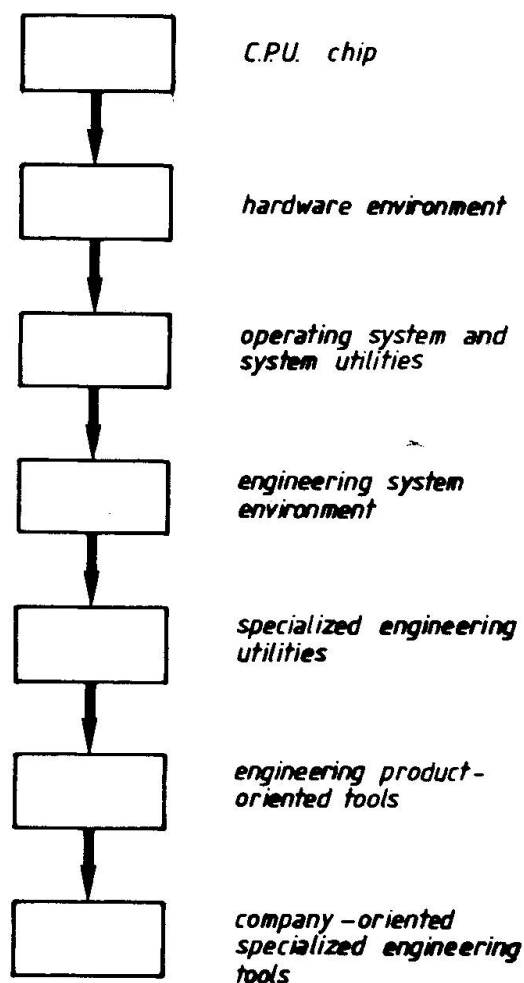 C.P.U. chip
hardware environment
operating system and
system utilities
engineering system
environment
specialized engineering
utilities
engineering product-
oriented tools
company-oriented
specialized engineering
tools